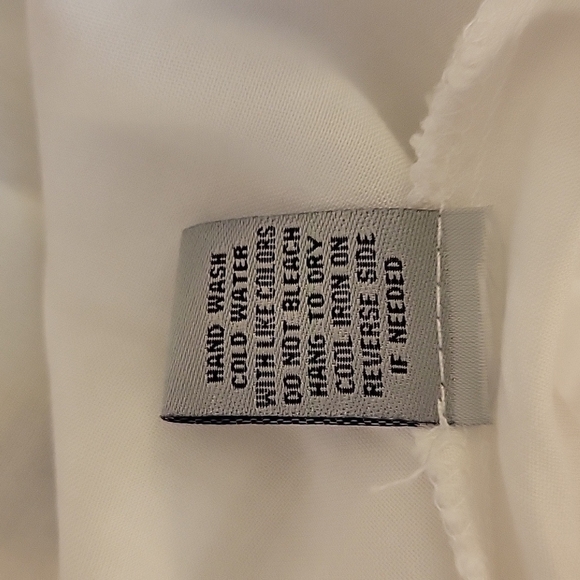 HAND WASH
COLD WATER
WITH LIKE COLORS
DO NOT BLEACH
HANG TO DRY
COOL IRON ON
REVERSE SIDE
IF NEEDED